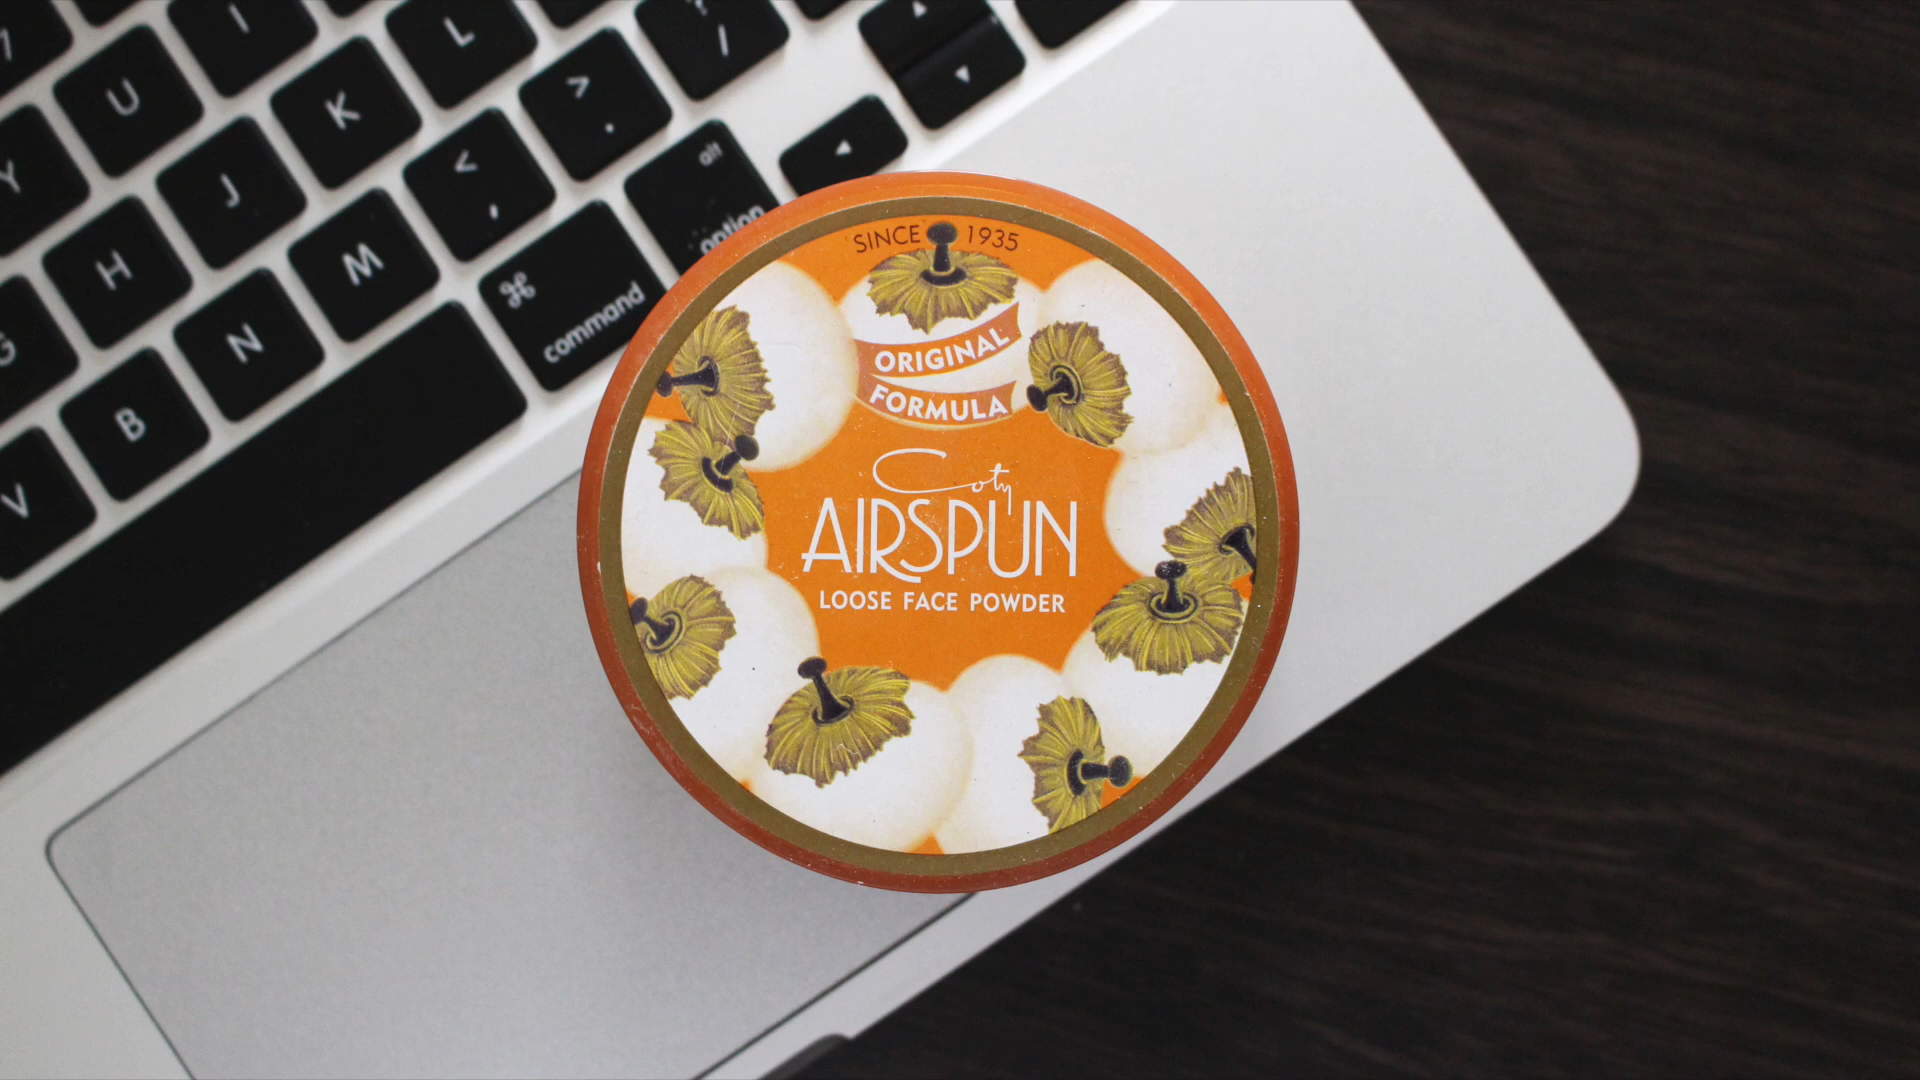 SINCE 1935
ORIGINAL
FORMULA
Coty
AIRSPUN
LOOSE FACE POWDER
I
L
? /
U
K
> .
alt
option
Y
J
< ,
H
M
⌘
command
G
N
B
V